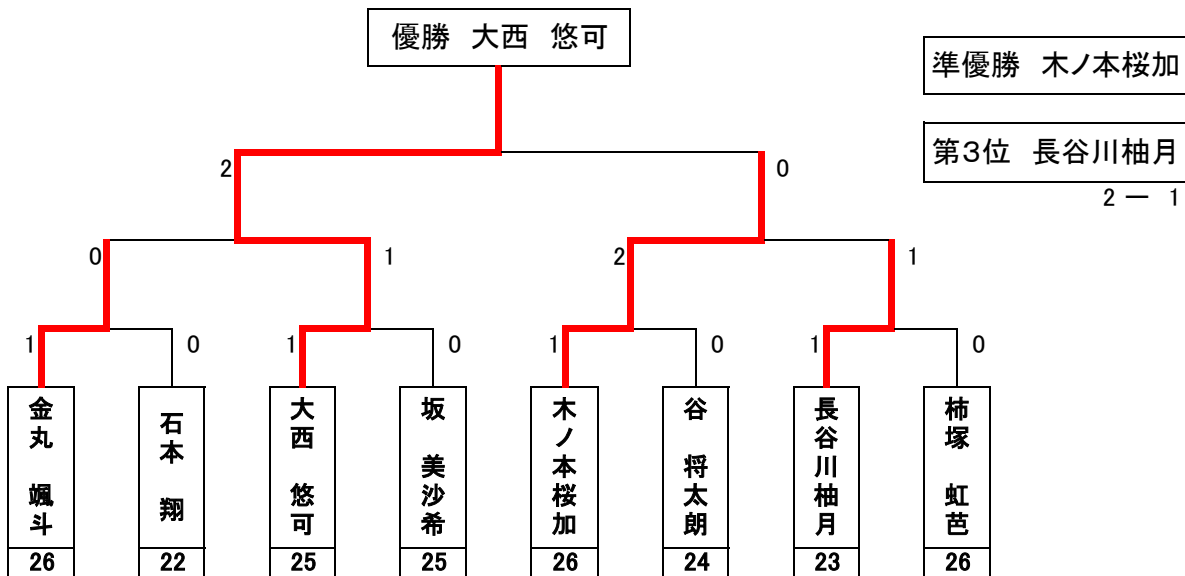 優勝 大西 悠可
準優勝 木ノ本桜加
第3位 長谷川柚月
2 ー 1
2
0
0
1
2
1
1
0
1
0
1
0
1
0
金丸 颯斗
石本 翔
大西 悠可
坂 美沙希
木ノ本桜加
谷 将太朗
長谷川柚月
柿塚 虹芭
26
22
25
25
26
24
23
26